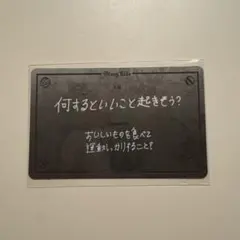 何するといいこと起きそう?
おいしいものを食べて
運動しっかりすること!